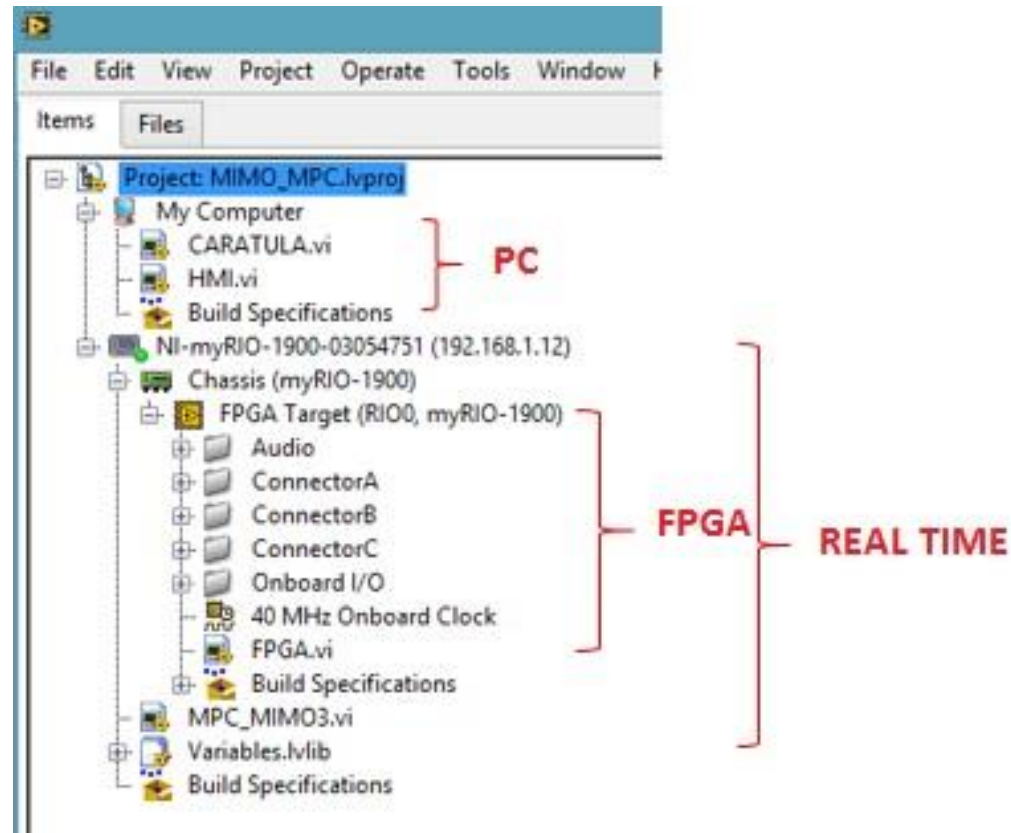 File Edit View Project Operate Tools Window
Items Files
Project: MIMO_MPC.lvproj
My Computer
CARATULA.vi
HMI.vi
PC
Build Specifications
NI-myRIO-1900-03054751 (192.168.1.12)
Chassis (myRIO-1900)
FPGA Target (RIO0, myRIO-1900)
Audio
ConnectorA
ConnectorB
FPGA
ConnectorC
REAL TIME
Onboard I/O
40 MHz Onboard Clock
FPGA.vi
Build Specifications
MPC_MIMO3.vi
Variables.lvlib
Build Specifications